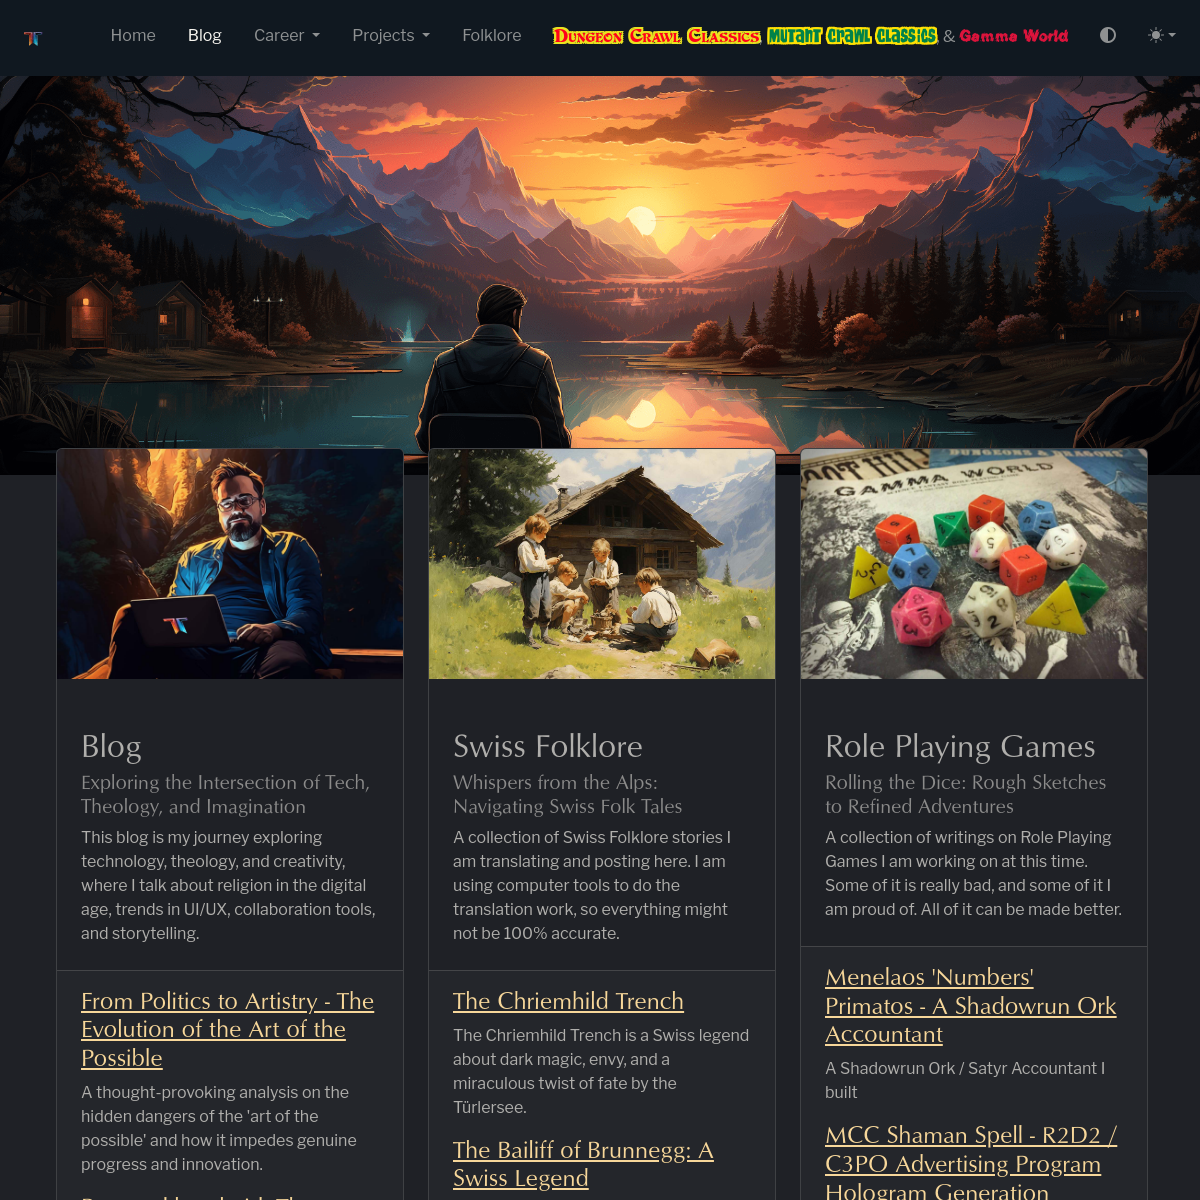 Home Blog Career Projects Folklore Dungeon Crawl Classics Mutant Crawl Classics & Gamma World
GAMMA WORLD
Blog
Exploring the Intersection of Tech,
Theology, and Imagination
This blog is my journey exploring
technology, theology, and creativity,
where I talk about religion in the digital
age, trends in UI/UX, collaboration tools,
and storytelling.
From Politics to Artistry - The
Evolution of the Art of the
Possible
A thought-provoking analysis on the
hidden dangers of the 'art of the
possible' and how it impedes genuine
progress and innovation.
Swiss Folklore
Whispers from the Alps:
Navigating Swiss Folk Tales
A collection of Swiss Folklore stories I
am translating and posting here. I am
using computer tools to do the
translation work, so everything might
not be 100% accurate.
The Chriemhild Trench
The Chriemhild Trench is a Swiss legend
about dark magic, envy, and a
miraculous twist of fate by the
Türlersee.
The Bailiff of Brunnegg: A
Swiss Legend
Role Playing Games
Rolling the Dice: Rough Sketches
to Refined Adventures
A collection of writings on Role Playing
Games I am working on at this time.
Some of it is really bad, and some of it I
am proud of. All of it can be made better.
Menelaos 'Numbers'
Primatos - A Shadowrun Ork
Accountant
A Shadowrun Ork / Satyr Accountant I
built
MCC Shaman Spell - R2D2 /
C3PO Advertising Program
Hologram Generation